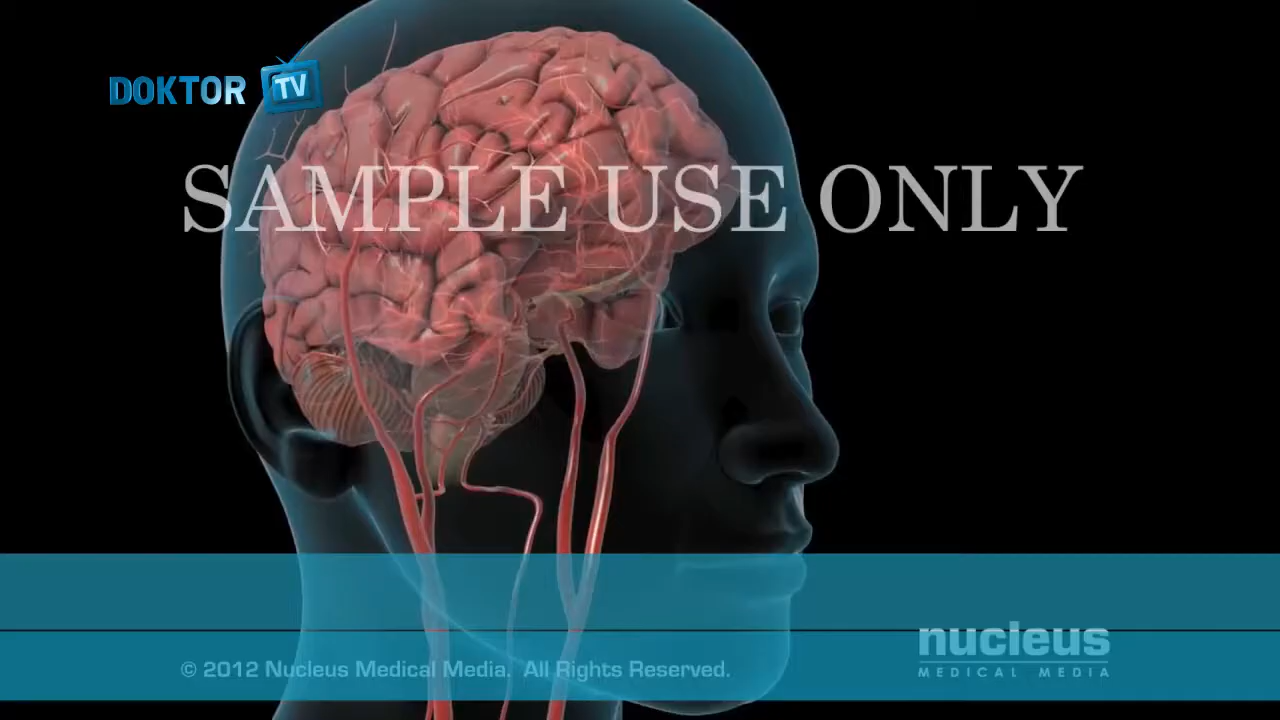 DOKTOR TV
SAMPLE USE ONLY
nucleus
MEDICAL MEDIA
© 2012 Nucleus Medical Media. All Rights Reserved.